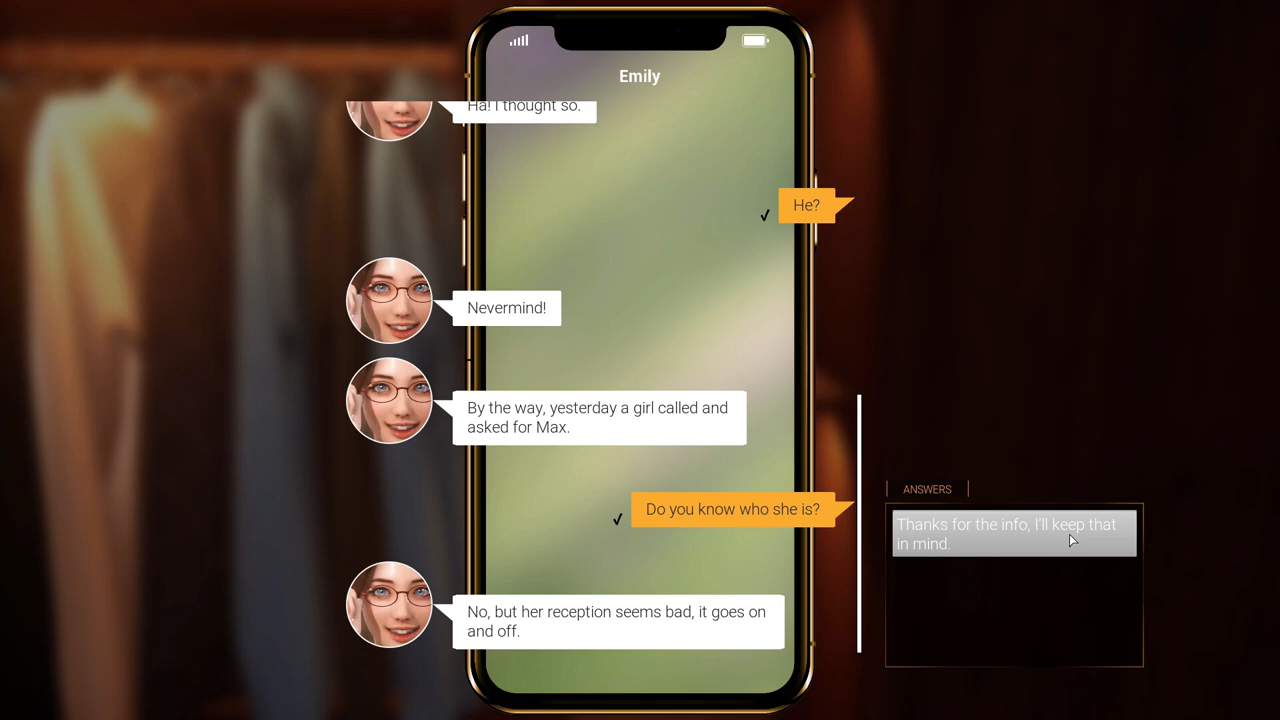 Emily
Ha! I thought so.
He?
Nevermind!
By the way, yesterday a girl called and
asked for Max.
Do you know who she is?
No, but her reception seems bad, it goes on
and off.
ANSWERS
Thanks for the info, I'll keep that
in mind.